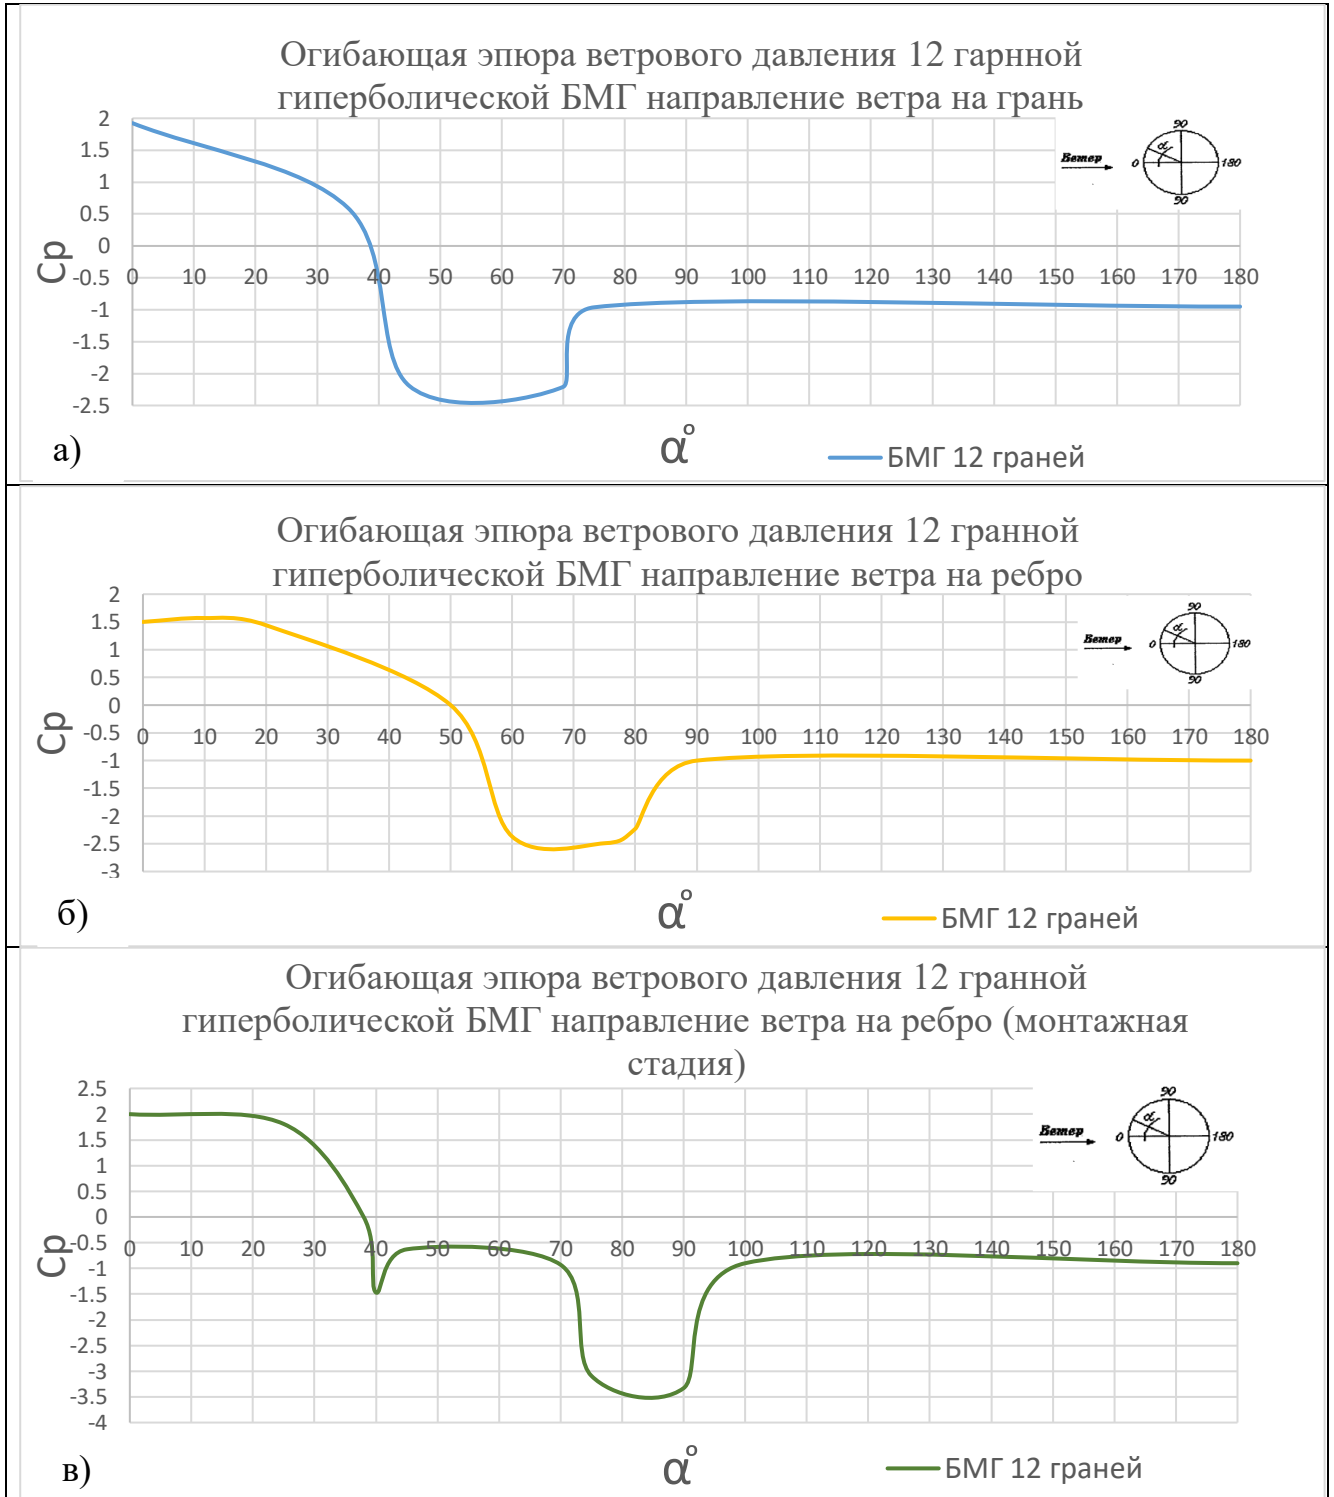 Огибающая эпюра ветрового давления 12 гарнной
гиперболической БМГ направление ветра на грань
2
1.5
1
0.5
0
-0.5
-1
-1.5
-2
-2.5
Ср
0 10 20 30 40 50 60 70 80 90 100 110 120 130 140 150 160 170 180
Ветер
90
0 α 180
90
а)
α°
БМГ 12 граней
Огибающая эпюра ветрового давления 12 гранной
гиперболической БМГ направление ветра на ребро
2
1.5
1
0.5
0
-0.5
-1
-1.5
-2
-2.5
-3
Ср
0 10 20 30 40 50 60 70 80 90 100 110 120 130 140 150 160 170 180
Ветер
90
0 α 180
90
б)
α°
БМГ 12 граней
Огибающая эпюра ветрового давления 12 гранной
гиперболической БМГ направление ветра на ребро (монтажная
стадия)
2.5
2
1.5
1
0.5
0
-0.5
-1
-1.5
-2
-2.5
-3
-3.5
-4
Ср
0 10 20 30 40 50 60 70 80 90 100 110 120 130 140 150 160 170 180
Ветер
90
0 α 180
90
в)
α°
БМГ 12 граней